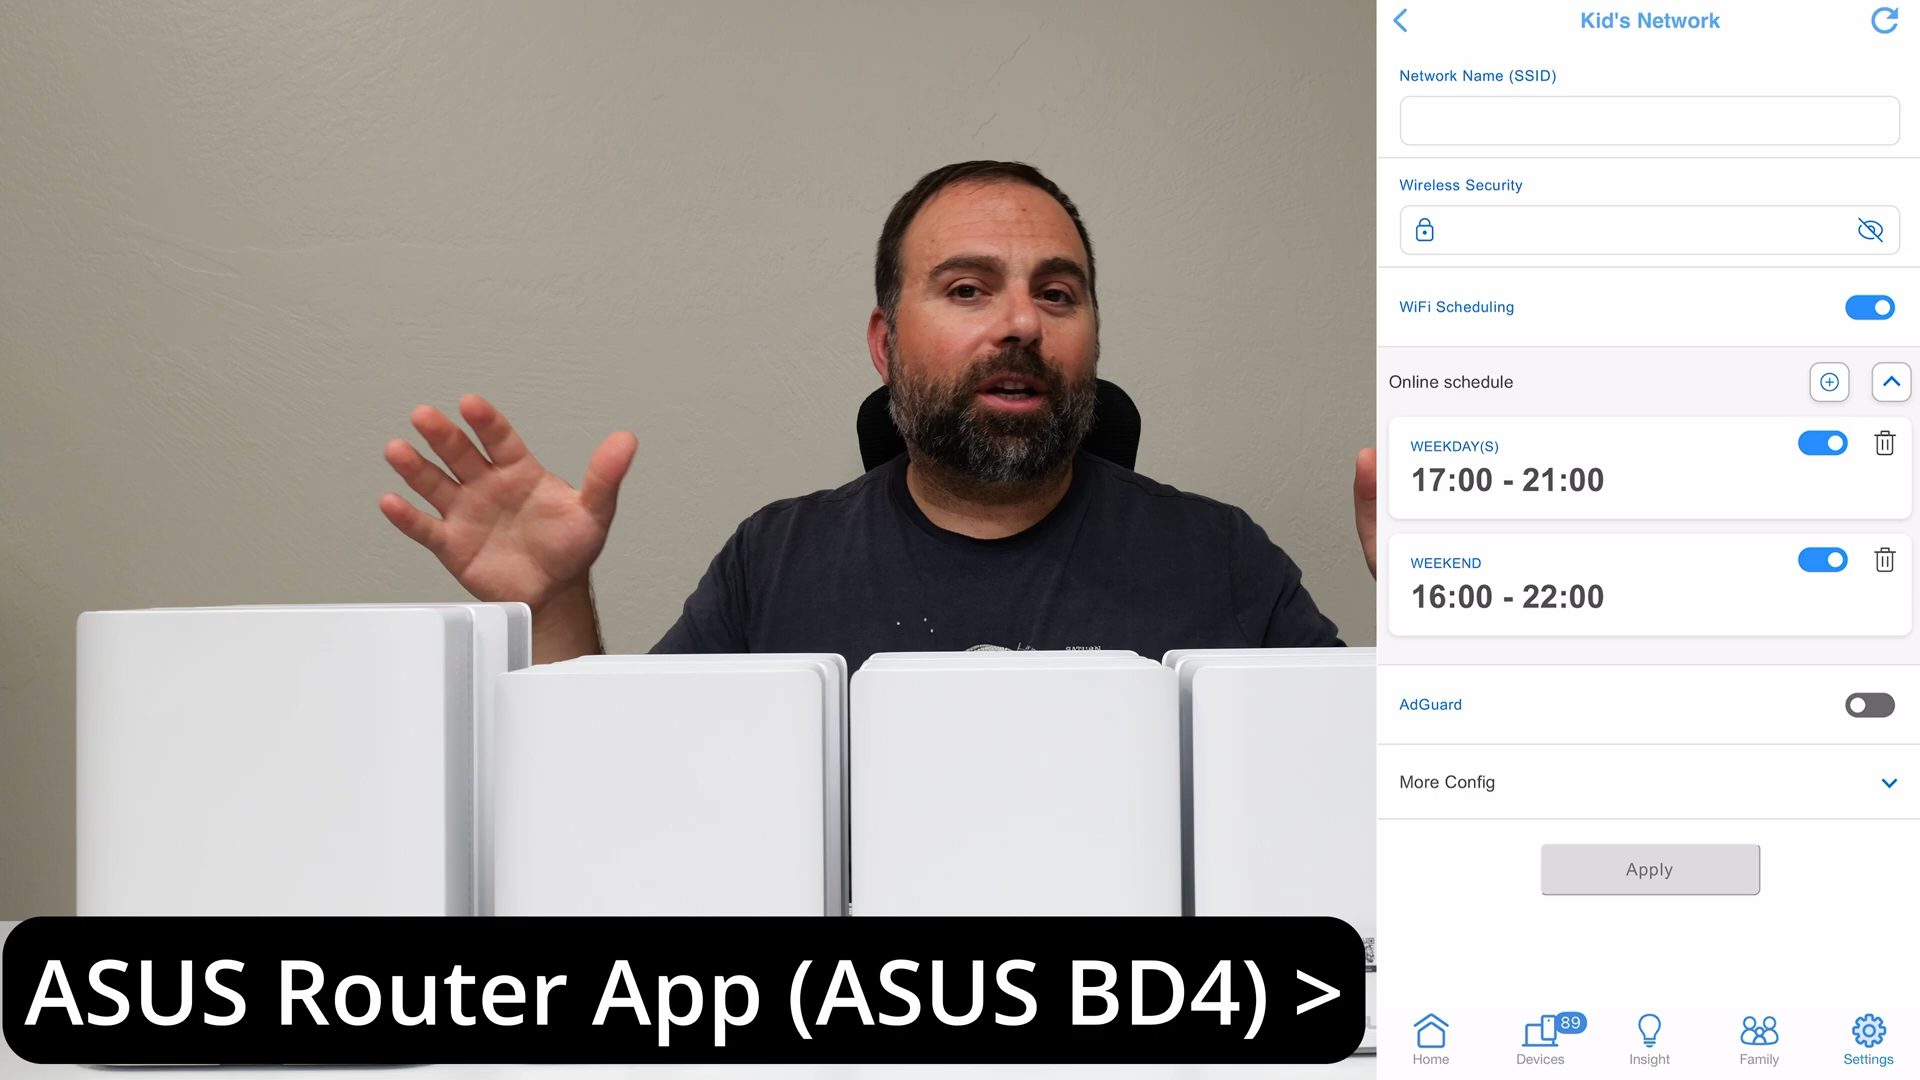 Kid's Network
Network Name (SSID)
Wireless Security
WiFi Scheduling
Online schedule
WEEKDAY(S)
17:00 - 21:00
WEEKEND
16:00 - 22:00
AdGuard
More Config
Apply
89
Home
Devices
Insight
Family
Settings
SATURN
ASUS Router App (ASUS BD4) >